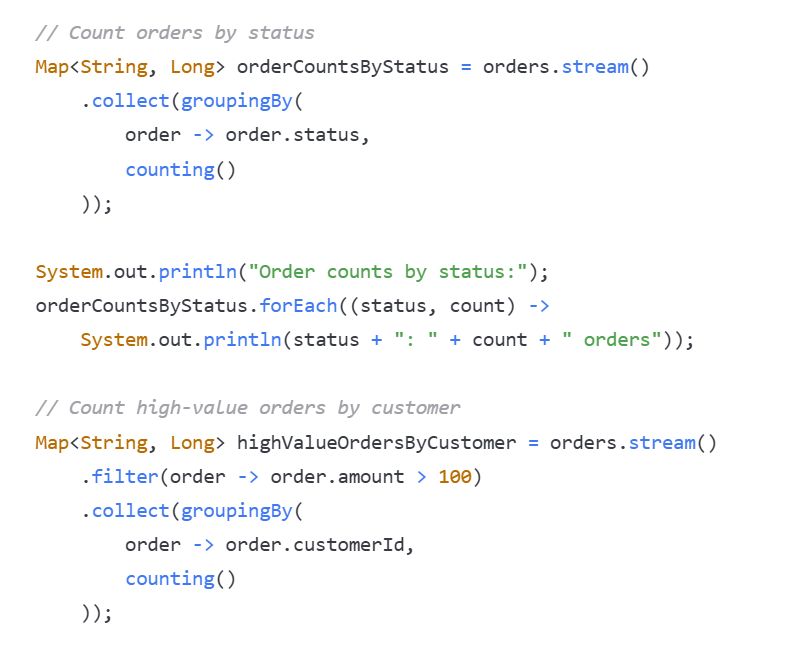 // Count orders by status
Map<String, Long> orderCountsByStatus = orders.stream()
    .collect(groupingBy(
        order -> order.status,
        counting()
    ));

System.out.println("Order counts by status:");
orderCountsByStatus.forEach((status, count) ->
    System.out.println(status + ": " + count + " orders"));

// Count high-value orders by customer
Map<String, Long> highValueOrdersByCustomer = orders.stream()
    .filter(order -> order.amount > 100)
    .collect(groupingBy(
        order -> order.customerId,
        counting()
    ));